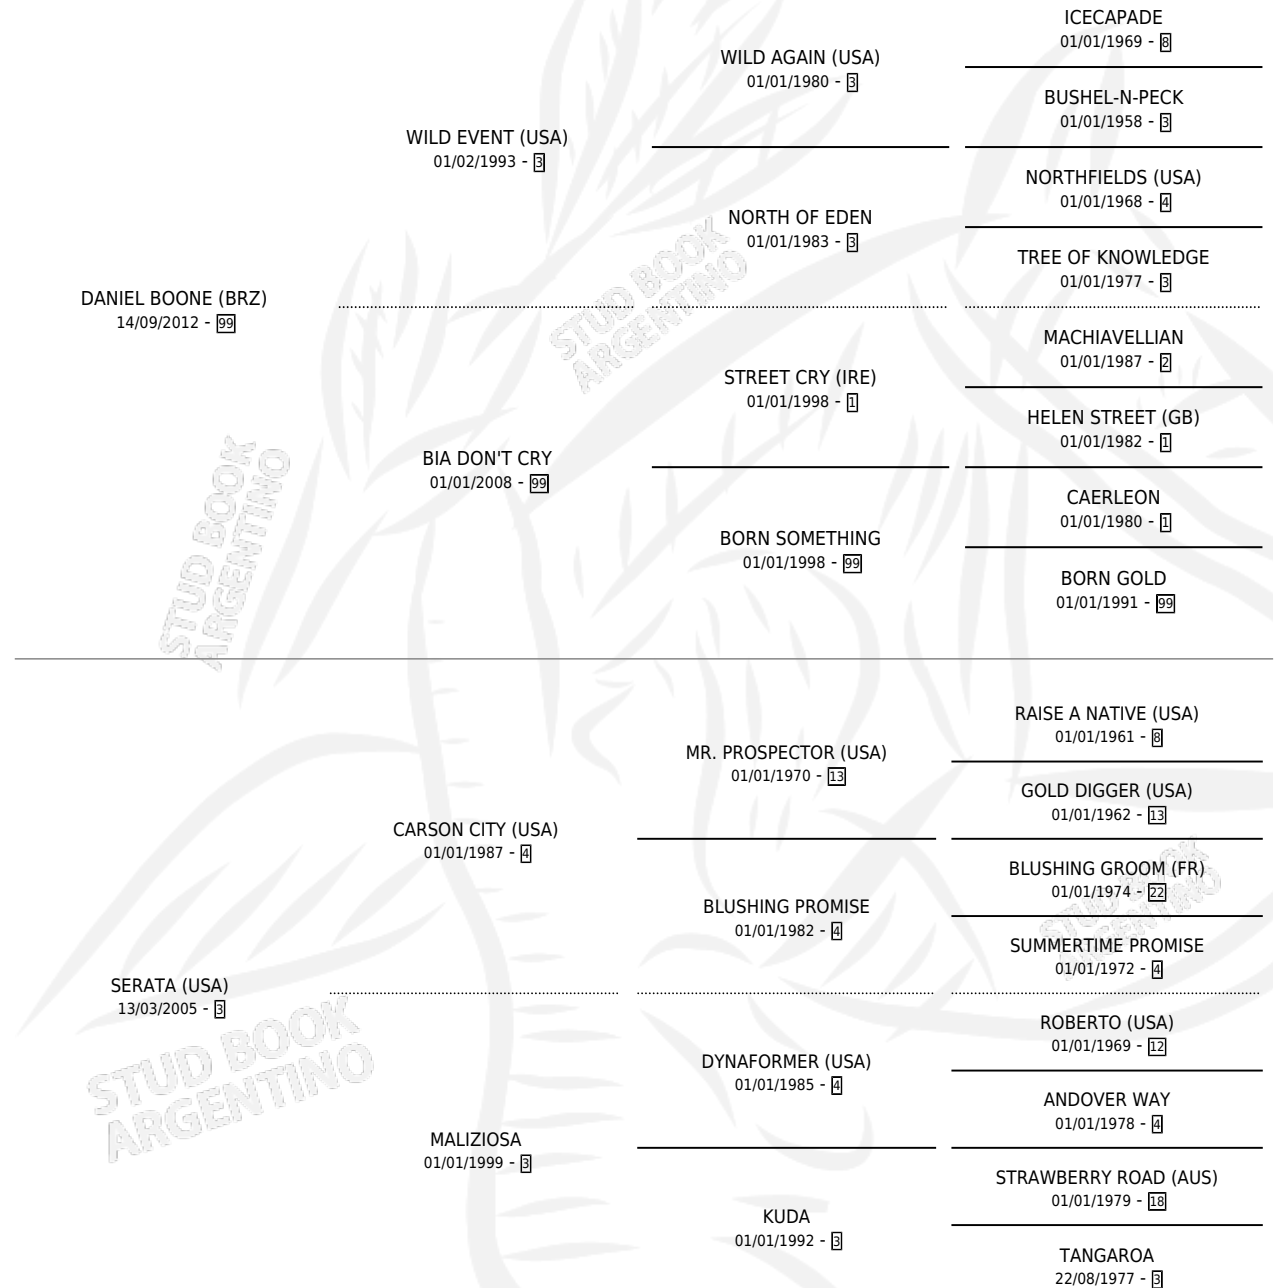 ICECAPADE
01/01/1969 - 8
WILD AGAIN (USA)
01/01/1980 - 3
BUSHEL-N-PECK
01/01/1958 - 3
WILD EVENT (USA)
01/02/1993 - 3
NORTHFIELDS (USA)
01/01/1968 - 4
NORTH OF EDEN
01/01/1983 - 3
TREE OF KNOWLEDGE
01/01/1977 - 3
DANIEL BOONE (BRZ)
14/09/2012 - 99
STUD BOOK
ARGENTINO
MACHIAVELLIAN
01/01/1987 - 2
STREET CRY (IRE)
01/01/1998 - 1
HELEN STREET (GB)
01/01/1982 - 1
BIA DON'T CRY
01/01/2008 - 99
CAERLEON
01/01/1980 - 1
BORN SOMETHING
01/01/1998 - 99
BORN GOLD
01/01/1991 - 99
STUD BOOK
ARGENTINO
RAISE A NATIVE (USA)
01/01/1961 - 8
MR. PROSPECTOR (USA)
01/01/1970 - 13
GOLD DIGGER (USA)
01/01/1962 - 13
CARSON CITY (USA)
01/01/1987 - 4
BLUSHING GROOM (FR)
01/01/1974 - 22
BLUSHING PROMISE
01/01/1982 - 4
STUD BOOK
ARGENTINO
SUMMERTIME PROMISE
01/01/1972 - 4
SERATA (USA)
13/03/2005 - 3
STUD BOOK
ARGENTINO
ROBERTO (USA)
01/01/1969 - 12
DYNAFORMER (USA)
01/01/1985 - 4
ANDOVER WAY
01/01/1978 - 4
MALIZIOSA
01/01/1999 - 3
STRAWBERRY ROAD (AUS)
01/01/1979 - 18
KUDA
01/01/1992 - 3
TANGAROA
22/08/1977 - 3